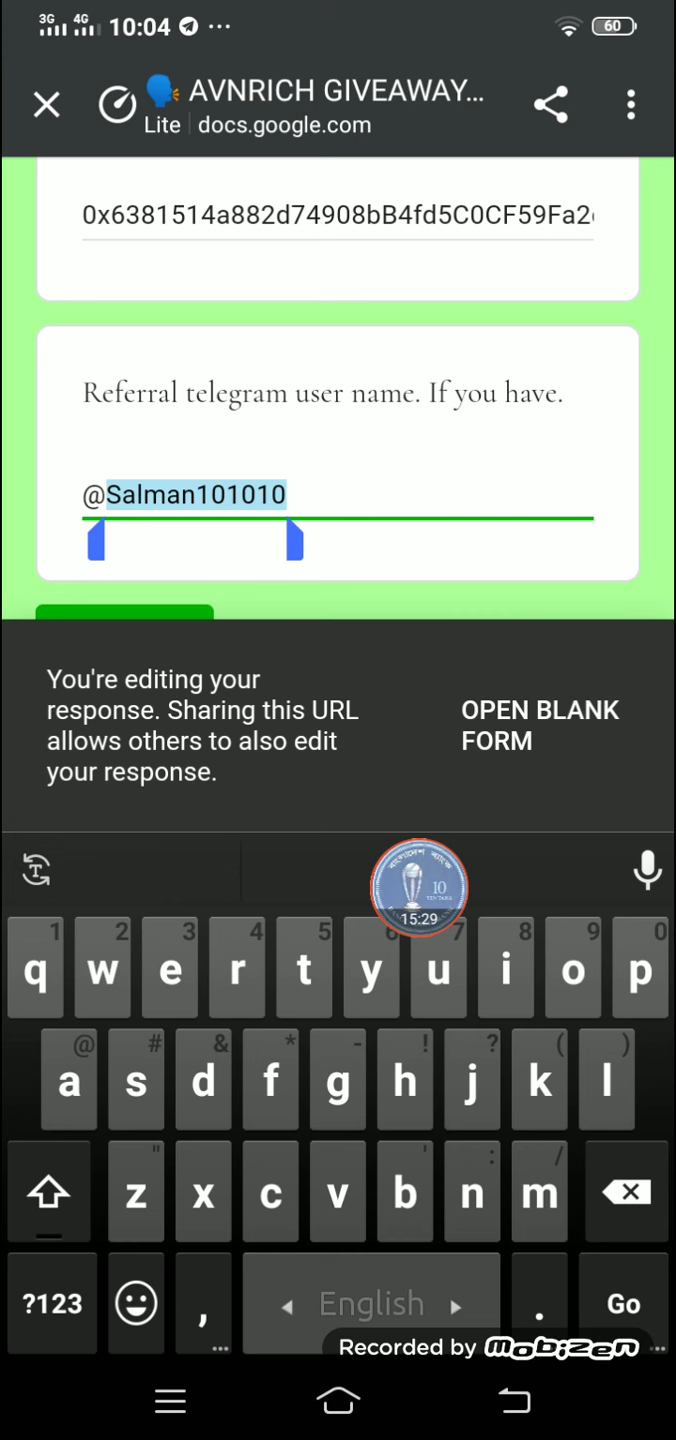 3G 4G 10:04 ... 60
🗣 AVNRICH GIVEAWAY...
Lite docs.google.com
0x6381514a882d74908bB4fd5C0CF59Fa2
Referral telegram user name. If you have.
@Salman101010
You're editing your
response. Sharing this URL
allows others to also edit
your response.
OPEN BLANK
FORM
বাংলাদেশ ব্যাংক
10
15:29
1 2 3 4 5 6 7 8 9 0
q w e r t y u i o p
@ # & * - ! ? ( )
a s d f g h j k l
" ' : /
z x c v b n m
?123 , English . Go
Recorded by mobizen